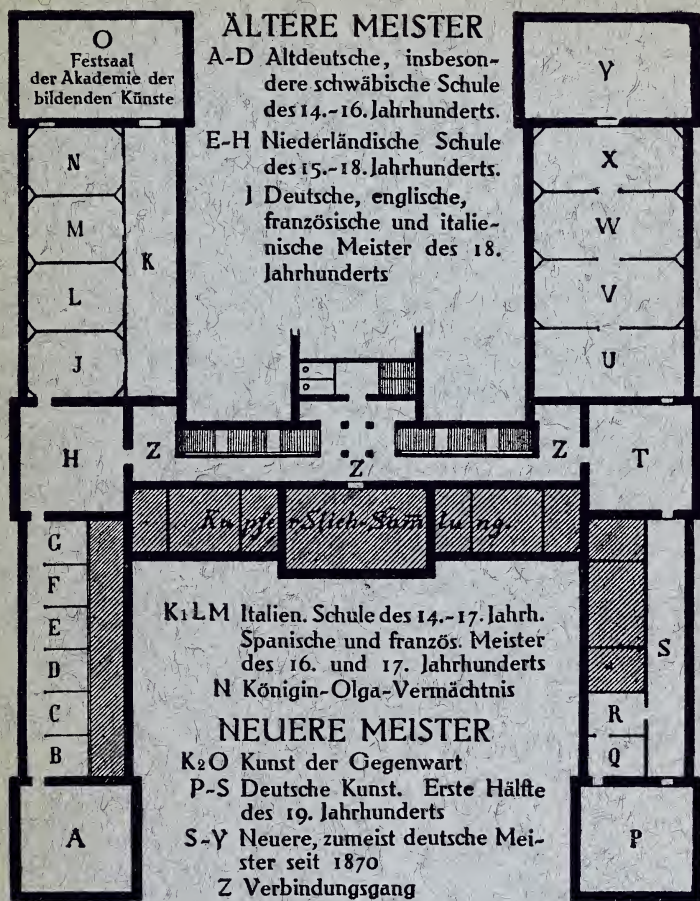 ÄLTERE MEISTER
A-D Altdeutsche, insbeson-
dere schwäbische Schule
des 14.-16. Jahrhunderts.
E-H Niederländische Schule
des 15.-18. Jahrhunderts.
J Deutsche, englische,
französische und italie-
nische Meister des 18.
Jahrhunderts
O
Festsaal
der Akademie der
bildenden Künste
N
M
L
J
K
Y
X
W
V
U
H
Z
Z
Z
T
Kupferstich-Sammlung.
G
F
E
D
C
B
A
S
R
Q
P
K1LM Italien. Schule des 14.-17. Jahrh.
Spanische und französ. Meister
des 16. und 17. Jahrhunderts
N Königin-Olga-Vermächtnis
NEUERE MEISTER
K2O Kunst der Gegenwart
P-S Deutsche Kunst. Erste Hälfte
des 19. Jahrhunderts
S-Y Neuere, zumeist deutsche Mei-
ster seit 1870
Z Verbindungsgang